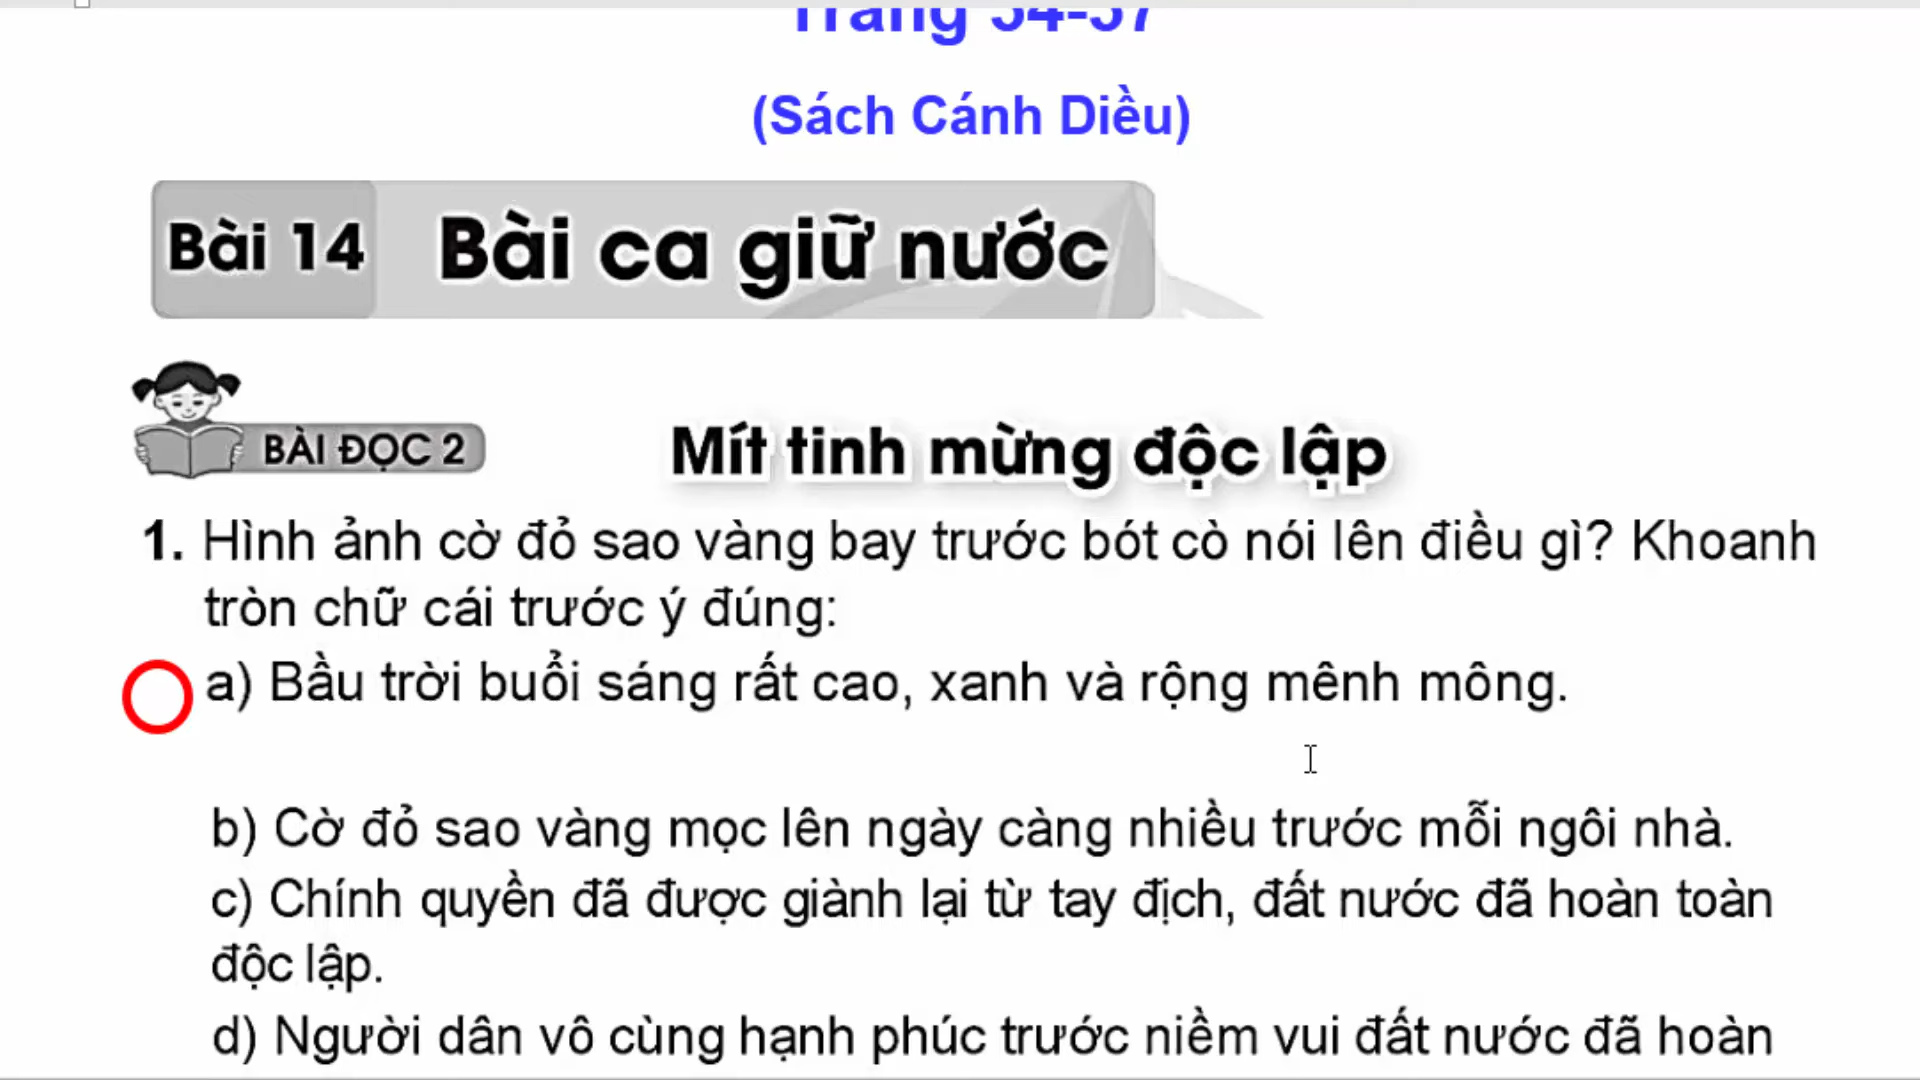 Trang 34-37
(Sách Cánh Diều)
Bài 14 Bài ca giữ nước
BÀI ĐỌC 2 Mít tinh mừng độc lập
1. Hình ảnh cờ đỏ sao vàng bay trước bót cò nói lên điều gì? Khoanh
tròn chữ cái trước ý đúng:
a) Bầu trời buổi sáng rất cao, xanh và rộng mênh mông.
b) Cờ đỏ sao vàng mọc lên ngày càng nhiều trước mỗi ngôi nhà.
c) Chính quyền đã được giành lại từ tay địch, đất nước đã hoàn toàn
độc lập.
d) Người dân vô cùng hạnh phúc trước niềm vui đất nước đã hoàn